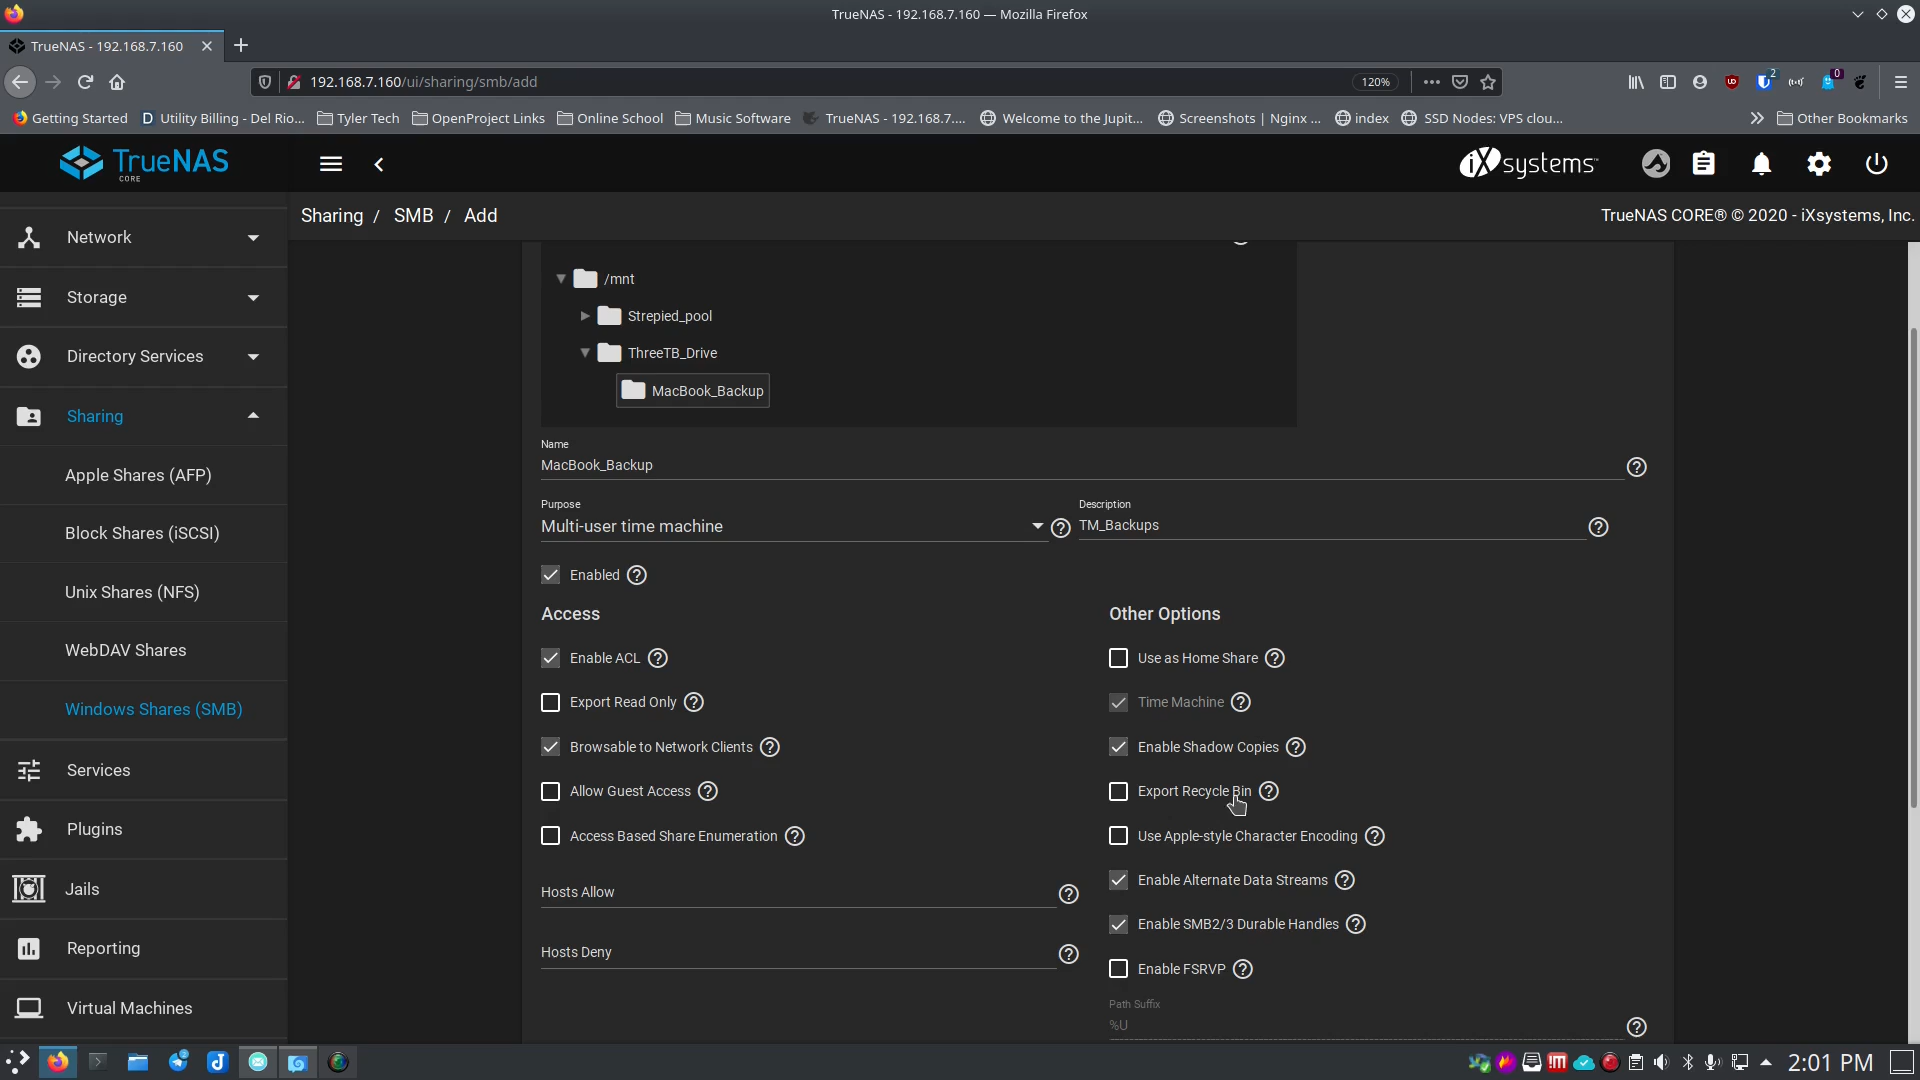 TrueNAS - 192.168.7.160 — Mozilla Firefox
TrueNAS - 192.168.7.160
192.168.7.160/ui/sharing/smb/add
120%
2
0
Getting Started
Utility Billing - Del Rio...
Tyler Tech
OpenProject Links
Online School
Music Software
TrueNAS - 192.168.7....
Welcome to the Jupit...
Screenshots | Nginx ...
index
SSD Nodes: VPS clou...
Other Bookmarks
TrueNAS
CORE
iXsystems
Sharing / SMB / Add
TrueNAS CORE® © 2020 - iXsystems, Inc.
Network
Storage
Directory Services
Sharing
Apple Shares (AFP)
Block Shares (iSCSI)
Unix Shares (NFS)
WebDAV Shares
Windows Shares (SMB)
Services
Plugins
Jails
Reporting
Virtual Machines
/mnt
Strepied_pool
ThreeTB_Drive
MacBook_Backup
Name
MacBook_Backup
Purpose
Multi-user time machine
Description
TM_Backups
Enabled
Access
Enable ACL
Export Read Only
Browsable to Network Clients
Allow Guest Access
Access Based Share Enumeration
Hosts Allow
Hosts Deny
Other Options
Use as Home Share
Time Machine
Enable Shadow Copies
Export Recycle Bin
Use Apple-style Character Encoding
Enable Alternate Data Streams
Enable SMB2/3 Durable Handles
Enable FSRVP
Path Suffix
%U
2:01 PM